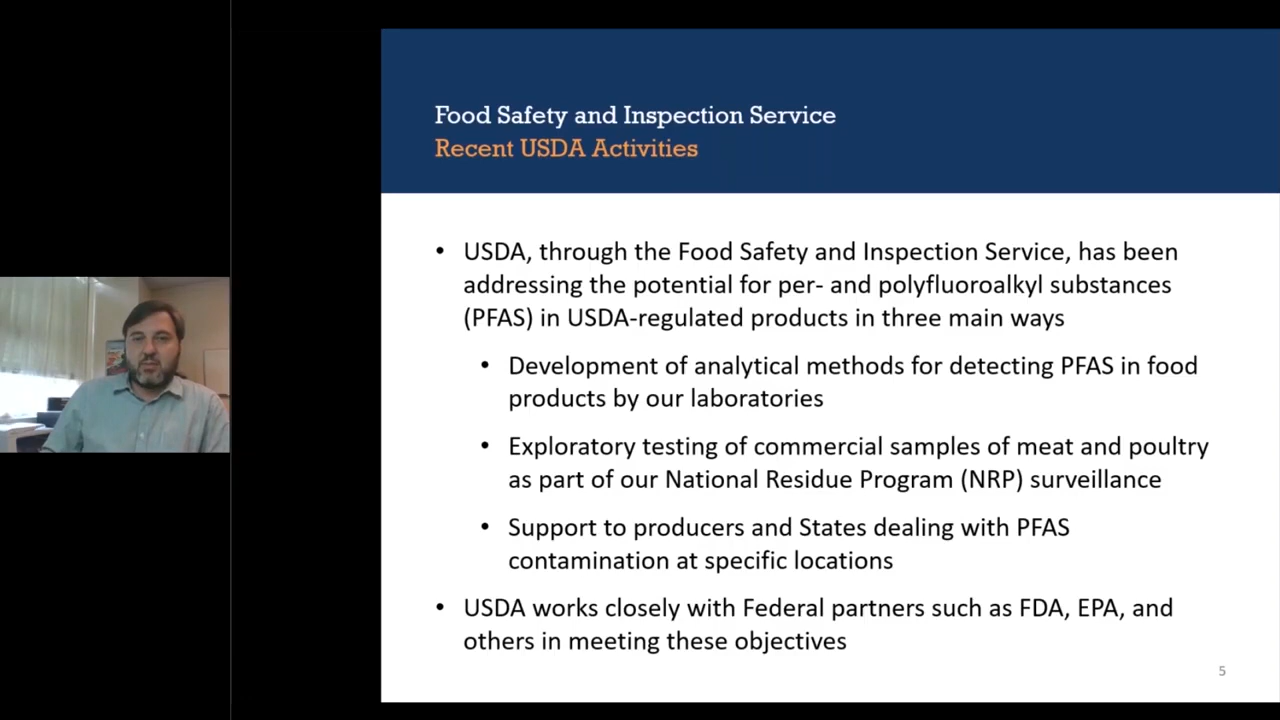 Food Safety and Inspection Service
Recent USDA Activities
• USDA, through the Food Safety and Inspection Service, has been
addressing the potential for per- and polyfluoroalkyl substances
(PFAS) in USDA-regulated products in three main ways
• Development of analytical methods for detecting PFAS in food
products by our laboratories
• Exploratory testing of commercial samples of meat and poultry
as part of our National Residue Program (NRP) surveillance
• Support to producers and States dealing with PFAS
contamination at specific locations
• USDA works closely with Federal partners such as FDA, EPA, and
others in meeting these objectives
5